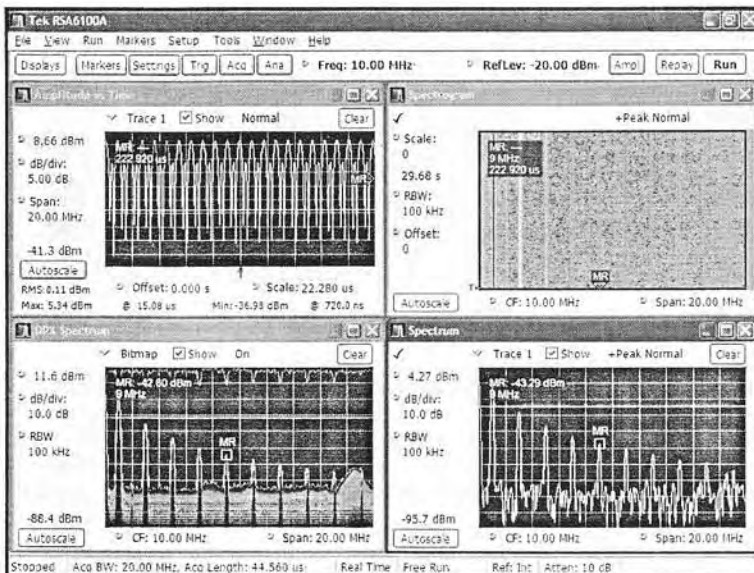 Tek RSA6100A
File View Run Markers Setup Tools Window Help
Displays Markers Settings Trig Acq Ana Freq: 10.00 MHz RefLev: -20.00 dBm Ampl Replay Run
Amplitude vs Time
Trace 1 Show Normal Clear
8.66 dBm
dB/div:
5.00 dB
Span:
20.00 MHz
-41.3 dBm
Autoscale
MR: ---
222.920 us
MR
Offset: 0.000 s Scale: 22.280 us
RMS: 0.11 dBm
Max: 5.34 dBm @ 15.08 us Min: -36.93 dBm @ 720.0 ns
Spectrogram
+Peak Normal
Scale:
0
29.68 s
RBW:
100 kHz
Offset:
0
MR: ---
9 MHz
222.920 us
MR
T
Autoscale CF: 10.00 MHz Span: 20.00 MHz
DPX Spectrum
Bitmap Show On Clear
11.6 dBm
dB/div:
10.0 dB
RBW
100 kHz
-88.4 dBm
MR: -42.60 dBm
9 MHz
MR
Autoscale CF: 10.00 MHz Span: 20.00 MHz
Spectrum
Trace 1 Show +Peak Normal Clear
4.27 dBm
dB/div:
10.0 dB
RBW
100 kHz
-95.7 dBm
MR: -43.29 dBm
9 MHz
MR
Autoscale CF: 10.00 MHz Span: 20.00 MHz
Stopped Acq BW: 20.00 MHz, Acq Length: 44.560 us Real Time Free Run Ref: Int Atten: 10 dB